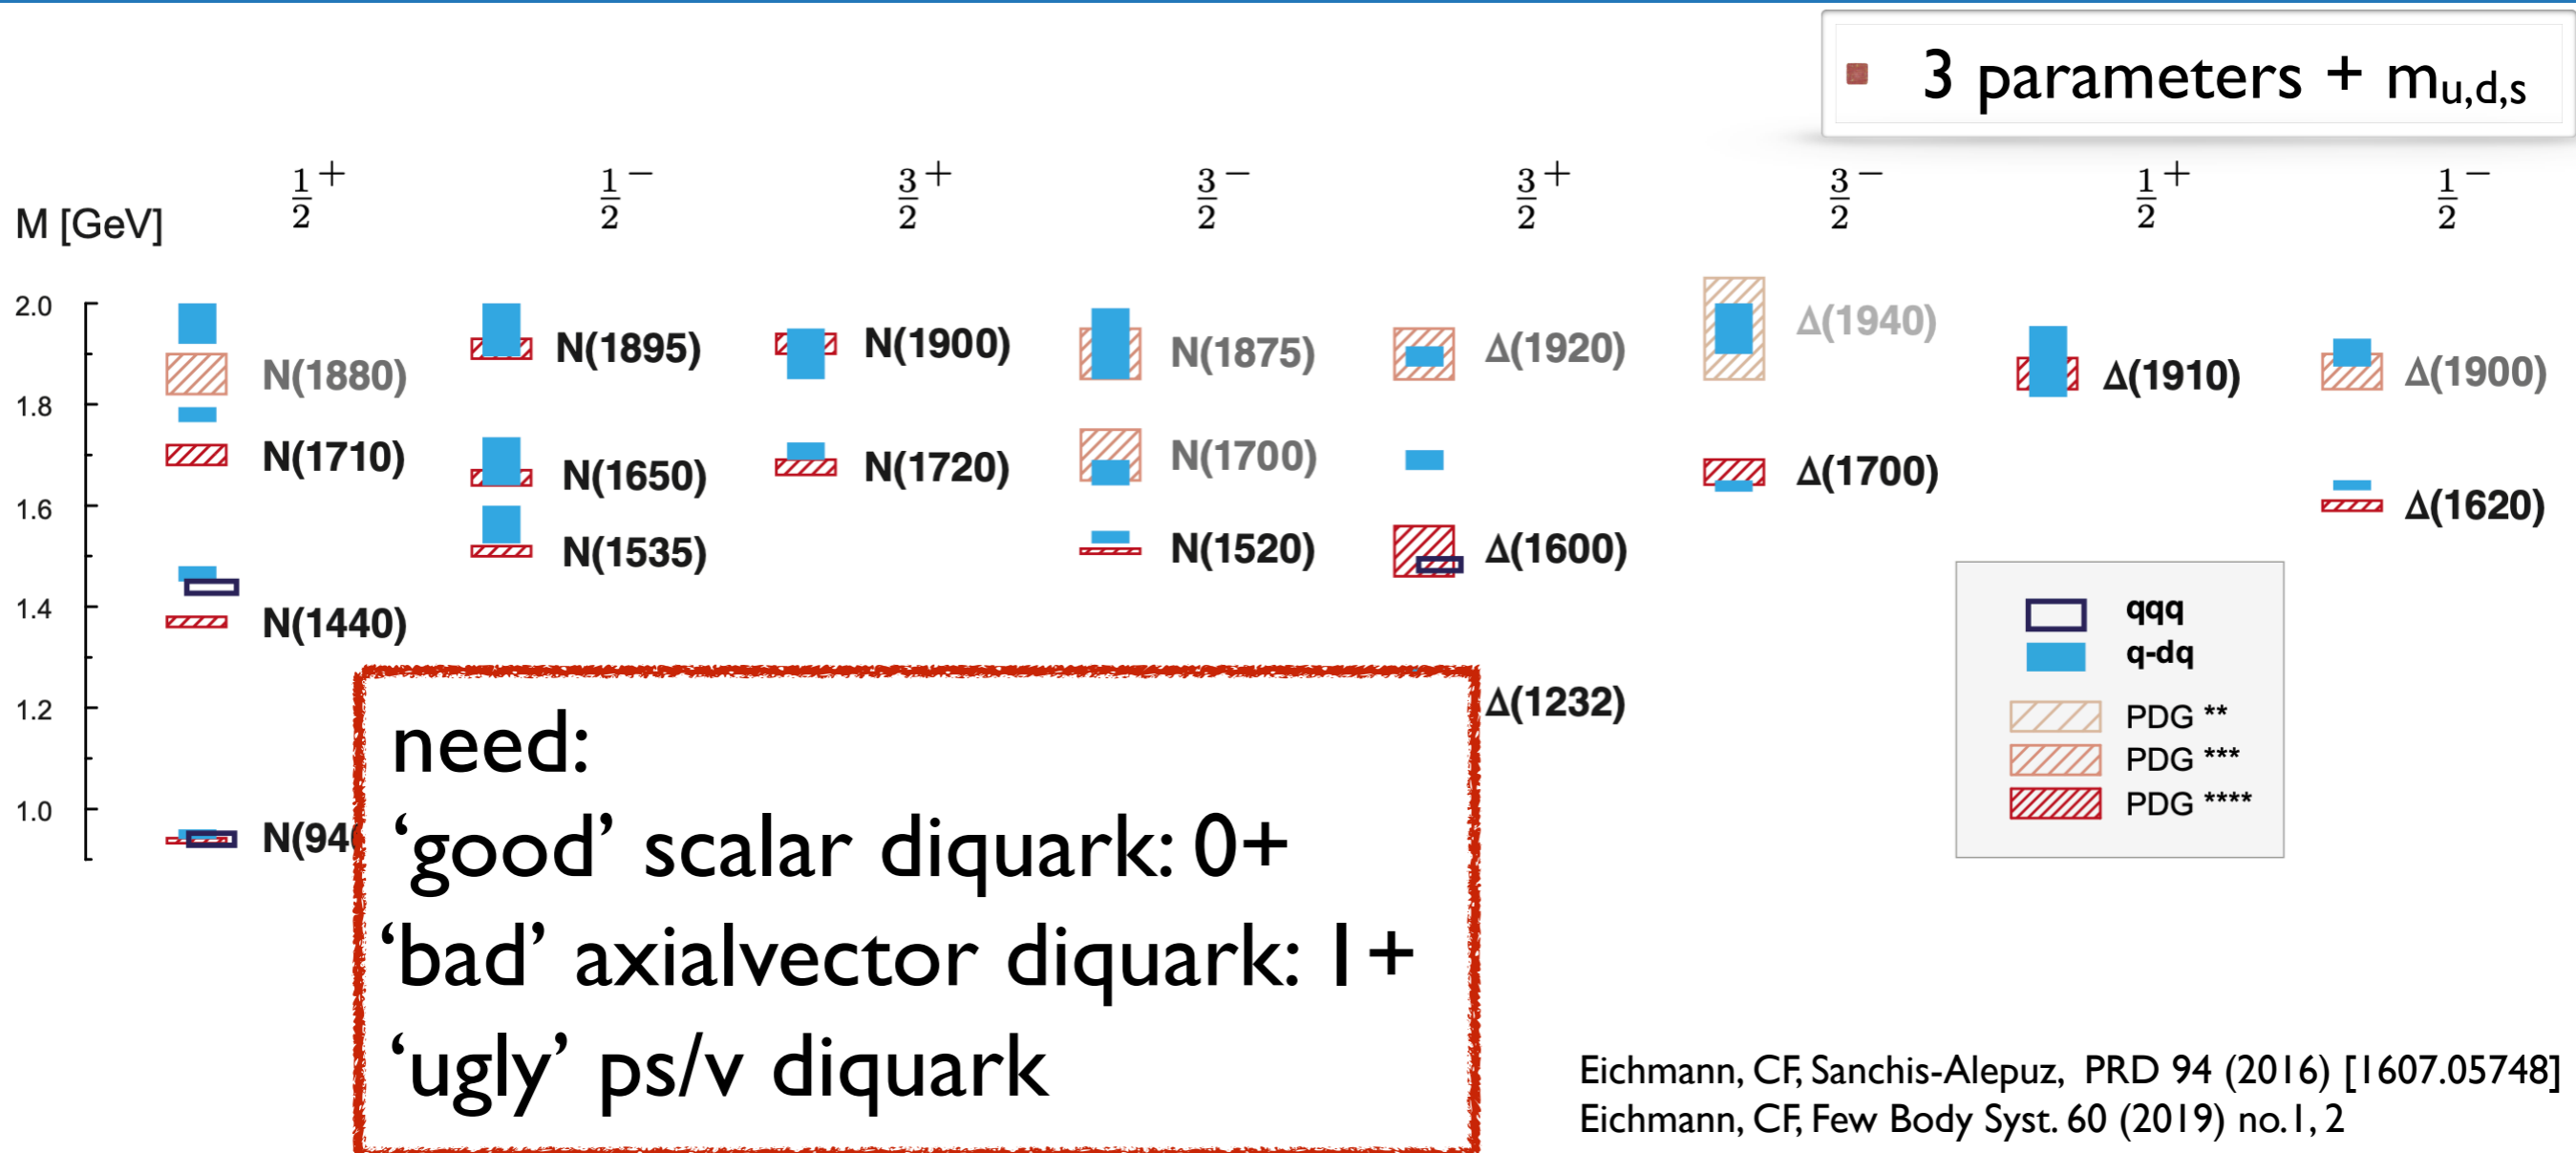 3 parameters + mu,d,s
1/2+ 1/2− 3/2+ 3/2− 3/2+ 3/2− 1/2+ 1/2−
M [GeV]
2.0
1.8
1.6
1.4
1.2
1.0
N(1880)
N(1710)
N(1440)
N(94
N(1895)
N(1650)
N(1535)
N(1900)
N(1720)
N(1875)
N(1700)
N(1520)
Δ(1920)
Δ(1600)
Δ(1232)
Δ(1940)
Δ(1700)
Δ(1910)
Δ(1900)
Δ(1620)
qqq
q-dq
PDG **
PDG ***
PDG ****
need:
‘good’ scalar diquark: 0+
‘bad’ axialvector diquark: 1+
‘ugly’ ps/v diquark
Eichmann, CF, Sanchis-Alepuz, PRD 94 (2016) [1607.05748]
Eichmann, CF, Few Body Syst. 60 (2019) no.1, 2